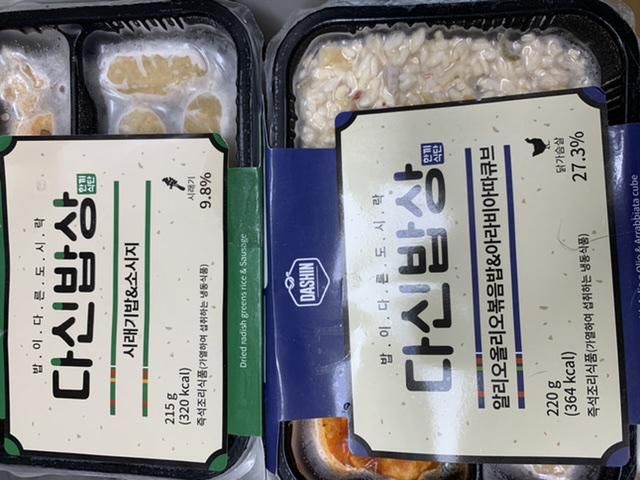 밥.이.다.른.도.시.락
다신밥상
한끼
식단
시래기밥&소시지
시래기
9.8%
215 g
(320 kcal)
즉석조리식품(가열하여 섭취하는 냉동식품)
Dried radish greens rice & Sausage
DASHIN
밥.이.다.른.도.시.락
다신밥상
한끼
식단
알리오올리오볶음밥&아라비아따큐브
닭가슴살
27.3%
220 g
(364 kcal)
즉석조리식품(가열하여 섭취하는 냉동식품)
Olio & Arrabbiata cube